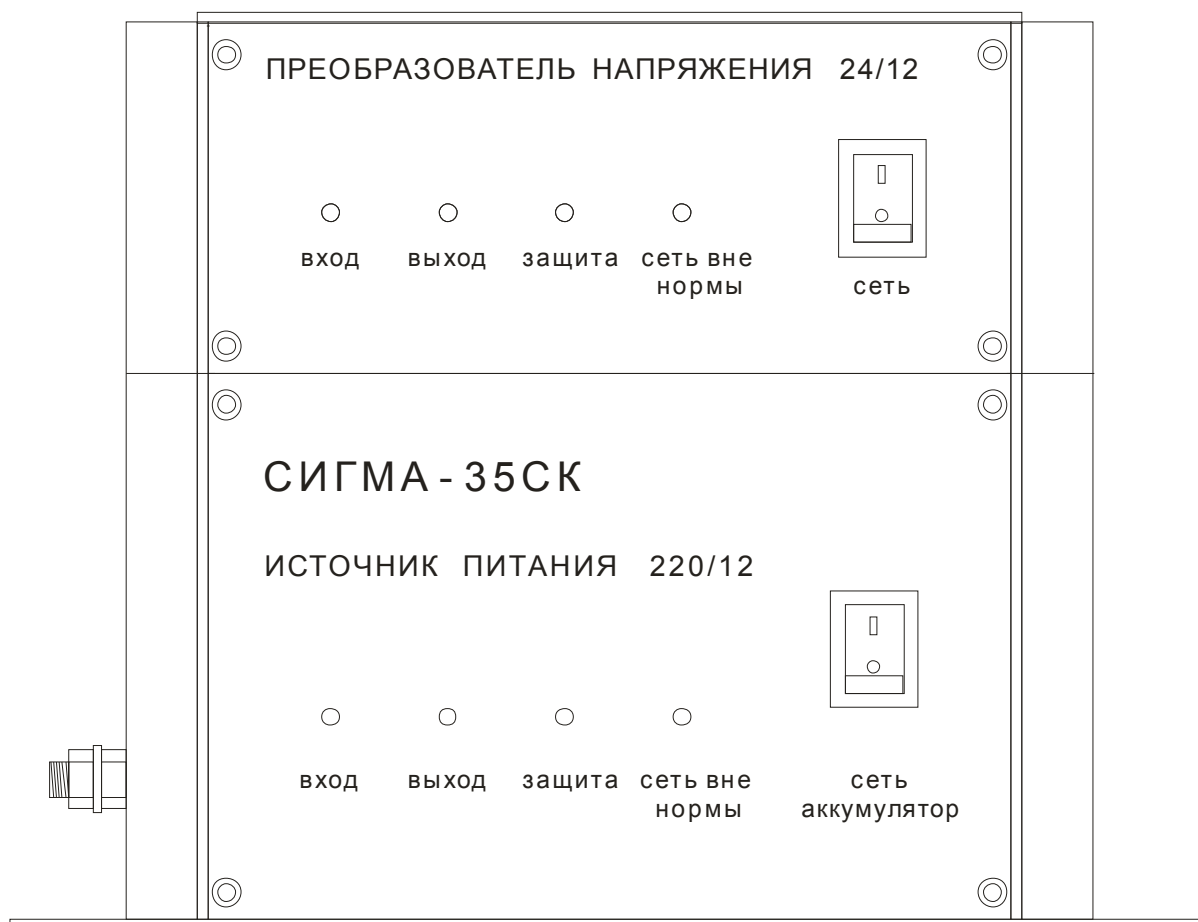 ПРЕОБРАЗОВАТЕЛЬ НАПРЯЖЕНИЯ 24/12
вход выход защита сеть вне
нормы сеть
СИГМА-35СК
ИСТОЧНИК ПИТАНИЯ 220/12
вход выход защита сеть вне сеть
нормы аккумулятор